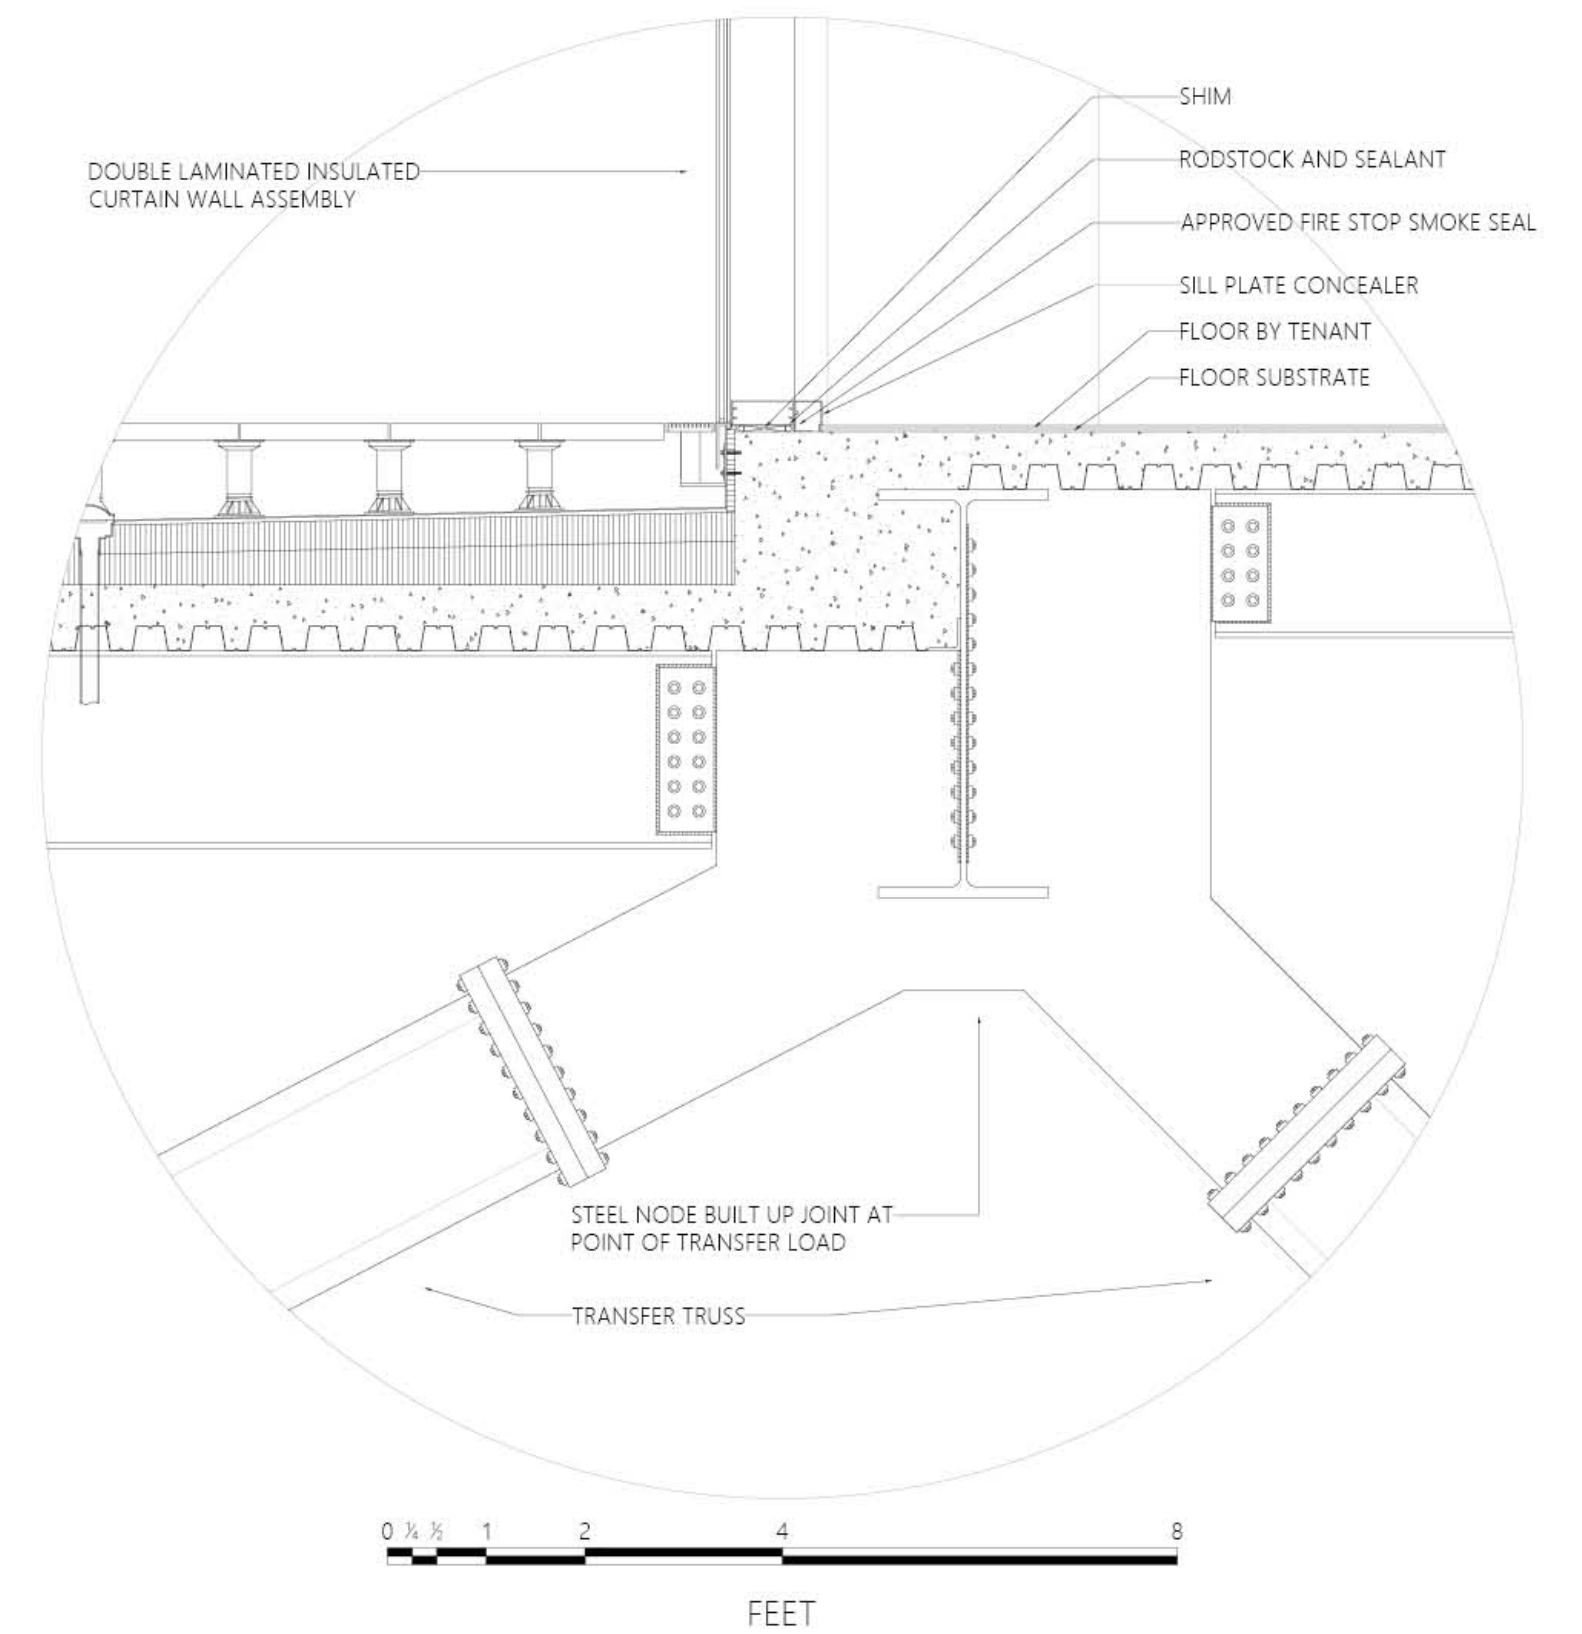 SHIM
DOUBLE LAMINATED INSULATED
CURTAIN WALL ASSEMBLY
RODSTOCK AND SEALANT
APPROVED FIRE STOP SMOKE SEAL
SILL PLATE CONCEALER
FLOOR BY TENANT
FLOOR SUBSTRATE
STEEL NODE BUILT UP JOINT AT
POINT OF TRANSFER LOAD
TRANSFER TRUSS
0 ¼ ½ 1 2 4 8
FEET